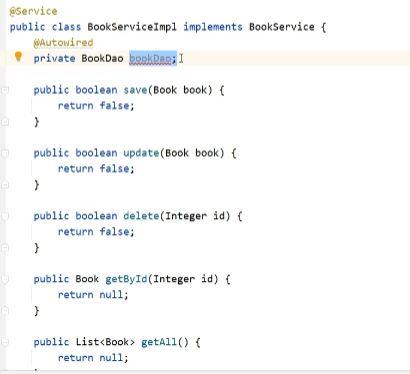 @Service
public class BookServiceImpl implements BookService {
@Autowired
private BookDao bookDao;
public boolean save(Book book) {
return false;
}
public boolean update(Book book) {
return false;
}
public boolean delete(Integer id) {
return false;
}
public Book getById(Integer id) {
return null;
}
public List<Book> getAll() {
return null;